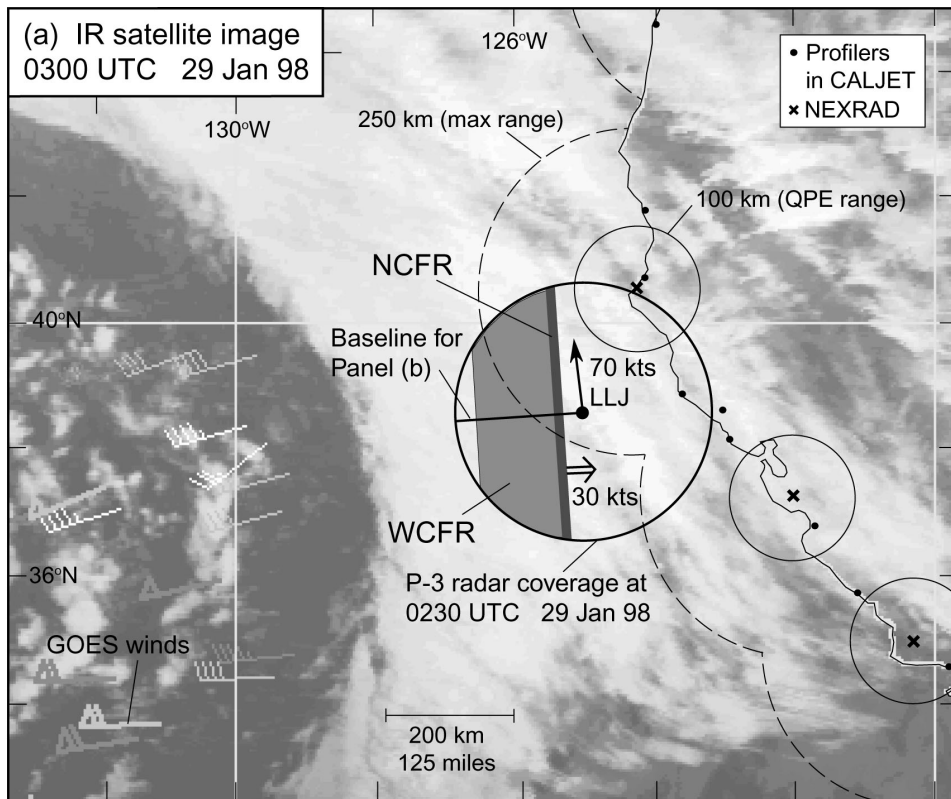 (a) IR satellite image
0300 UTC 29 Jan 98
126°W
• Profilers
in CALJET
× NEXRAD
130°W
250 km (max range)
100 km (QPE range)
NCFR
40°N
Baseline for
Panel (b)
70 kts
LLJ
30 kts
WCFR
36°N
P-3 radar coverage at
0230 UTC 29 Jan 98
GOES winds
200 km
125 miles